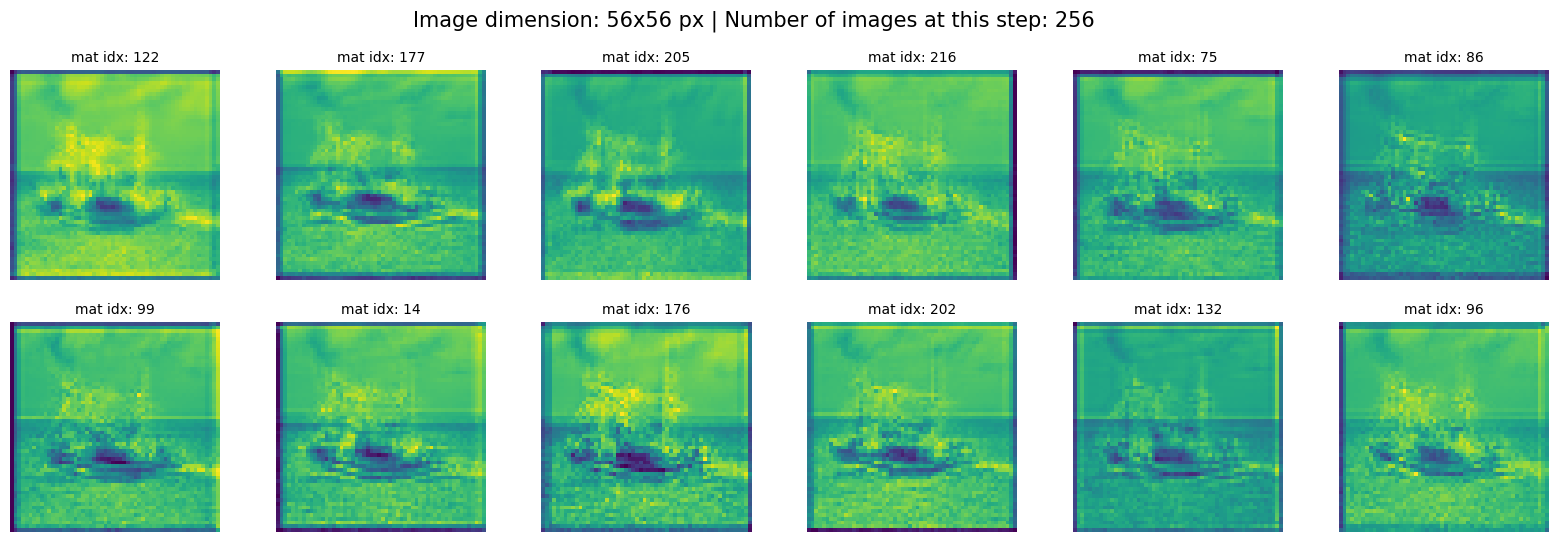 Image dimension: 56x56 px | Number of images at this step: 256
mat idx: 122
mat idx: 177
mat idx: 205
mat idx: 216
mat idx: 75
mat idx: 86
mat idx: 99
mat idx: 14
mat idx: 176
mat idx: 202
mat idx: 132
mat idx: 96